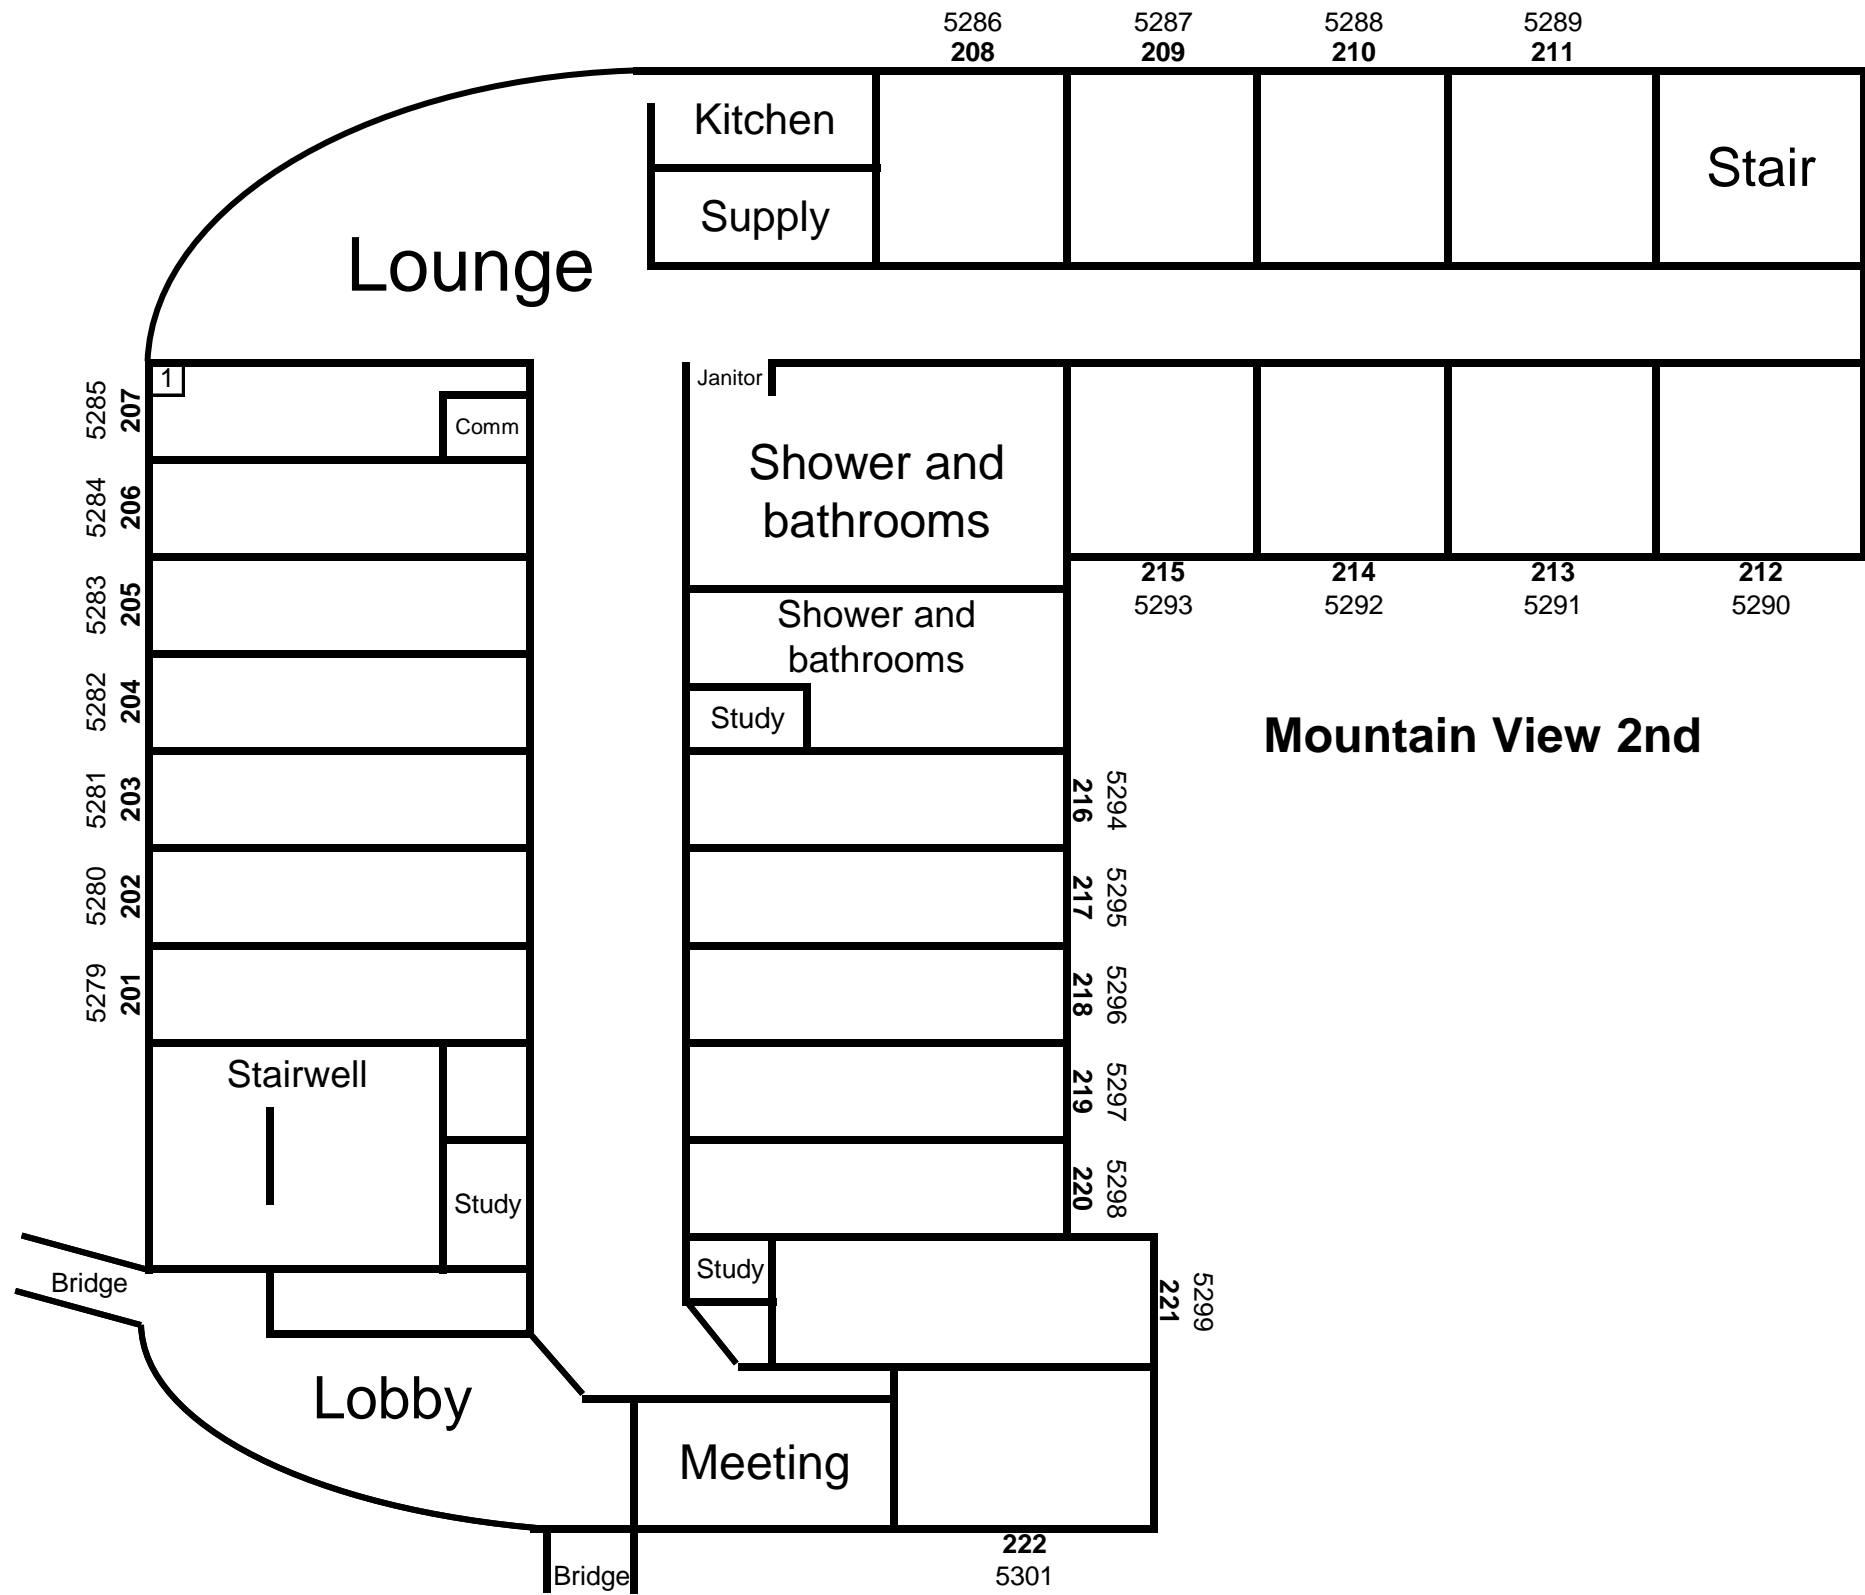 5286 5287 5288 5289
208 209 210 211
Kitchen
Stair
Supply
Lounge
1
Janitor
5285
207
Comm
Shower and
bathrooms
5284
206
5283
205
215 214 213 212
5293 5292 5291 5290
Shower and
bathrooms
5282
204
Study
Mountain View 2nd
5281
203
5294
216
5280
202
5295
217
5279
201
5296
218
Stairwell
5297
219
Study
5298
220
Bridge
Study
5299
221
Lobby
Meeting
222
Bridge
5301